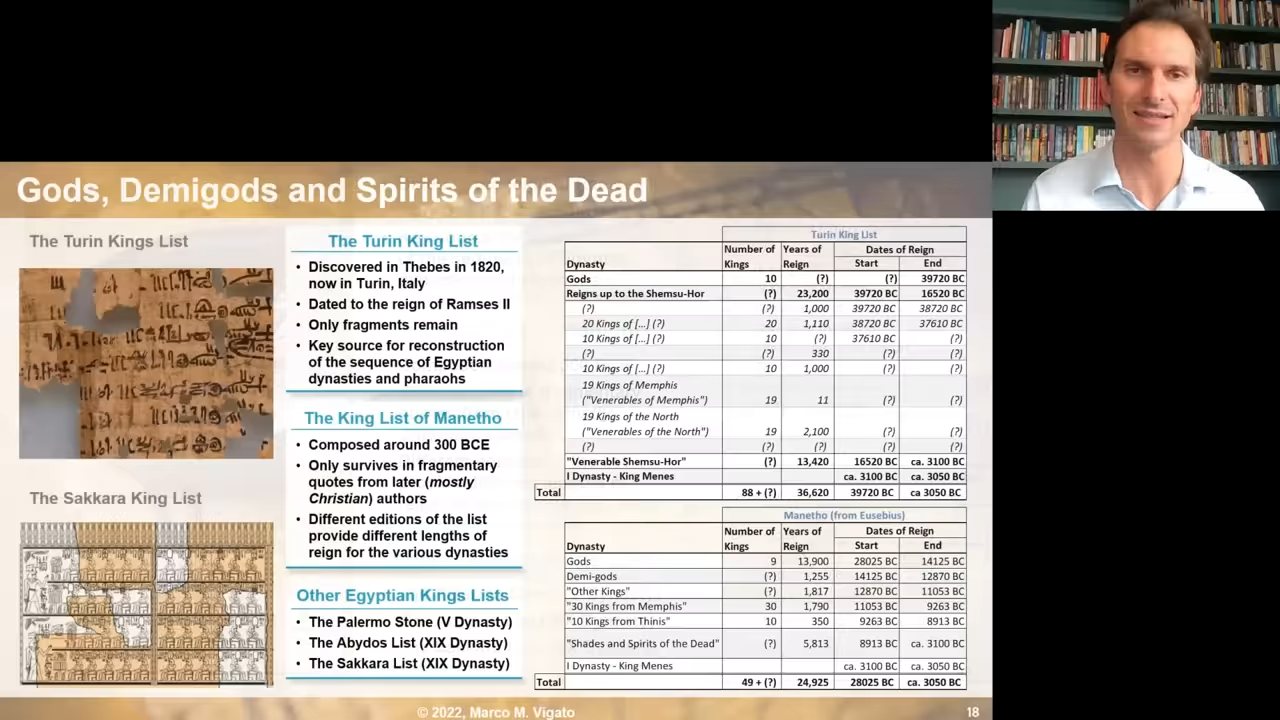 Gods, Demigods and Spirits of the Dead
The Turin Kings List
The Sakkara King List
The Turin King List
• Discovered in Thebes in 1820,
now in Turin, Italy
• Dated to the reign of Ramses II
• Only fragments remain
• Key source for reconstruction
of the sequence of Egyptian
dynasties and pharaohs
The King List of Manetho
• Composed around 300 BCE
• Only survives in fragmentary
quotes from later (mostly
Christian) authors
• Different editions of the list
provide different lengths of
reign for the various dynasties
Other Egyptian Kings Lists
• The Palermo Stone (V Dynasty)
• The Abydos List (XIX Dynasty)
• The Sakkara List (XIX Dynasty)
Turin King List
Number of Years of Dates of Reign
Dynasty Kings Reign Start End
Gods 10 (?) (?) 39720 BC
Reigns up to the Shemsu-Hor (?) 23,200 39720 BC 16520 BC
(?) (?) 1,000 39720 BC 38720 BC
20 Kings of [...] (?) 20 1,110 38720 BC 37610 BC
10 Kings of [...] (?) 10 (?) 37610 BC (?)
(?) (?) 330 (?) (?)
10 Kings of [...] (?) 10 1,000 (?) (?)
19 Kings of Memphis
("Venerables of Memphis") 19 11 (?) (?)
19 Kings of the North
("Venerables of the North") 19 2,100 (?) (?)
(?) (?) (?) (?) (?)
"Venerable Shemsu-Hor" (?) 13,420 16520 BC ca. 3100 BC
I Dynasty - King Menes ca. 3100 BC ca. 3050 BC
Total 88 + (?) 36,620 39720 BC ca 3050 BC
Manetho (from Eusebius)
Number of Years of Dates of Reign
Dynasty Kings Reign Start End
Gods 9 13,900 28025 BC 14125 BC
Demi-gods (?) 1,255 14125 BC 12870 BC
"Other Kings" (?) 1,817 12870 BC 11053 BC
"30 Kings from Memphis" 30 1,790 11053 BC 9263 BC
"10 Kings from Thinis" 10 350 9263 BC 8913 BC
"Shades and Spirits of the Dead" (?) 5,813 8913 BC ca. 3100 BC
I Dynasty - King Menes ca. 3100 BC ca. 3050 BC
Total 49 + (?) 24,925 28025 BC ca. 3050 BC
© 2022, Marco M. Vigato
18